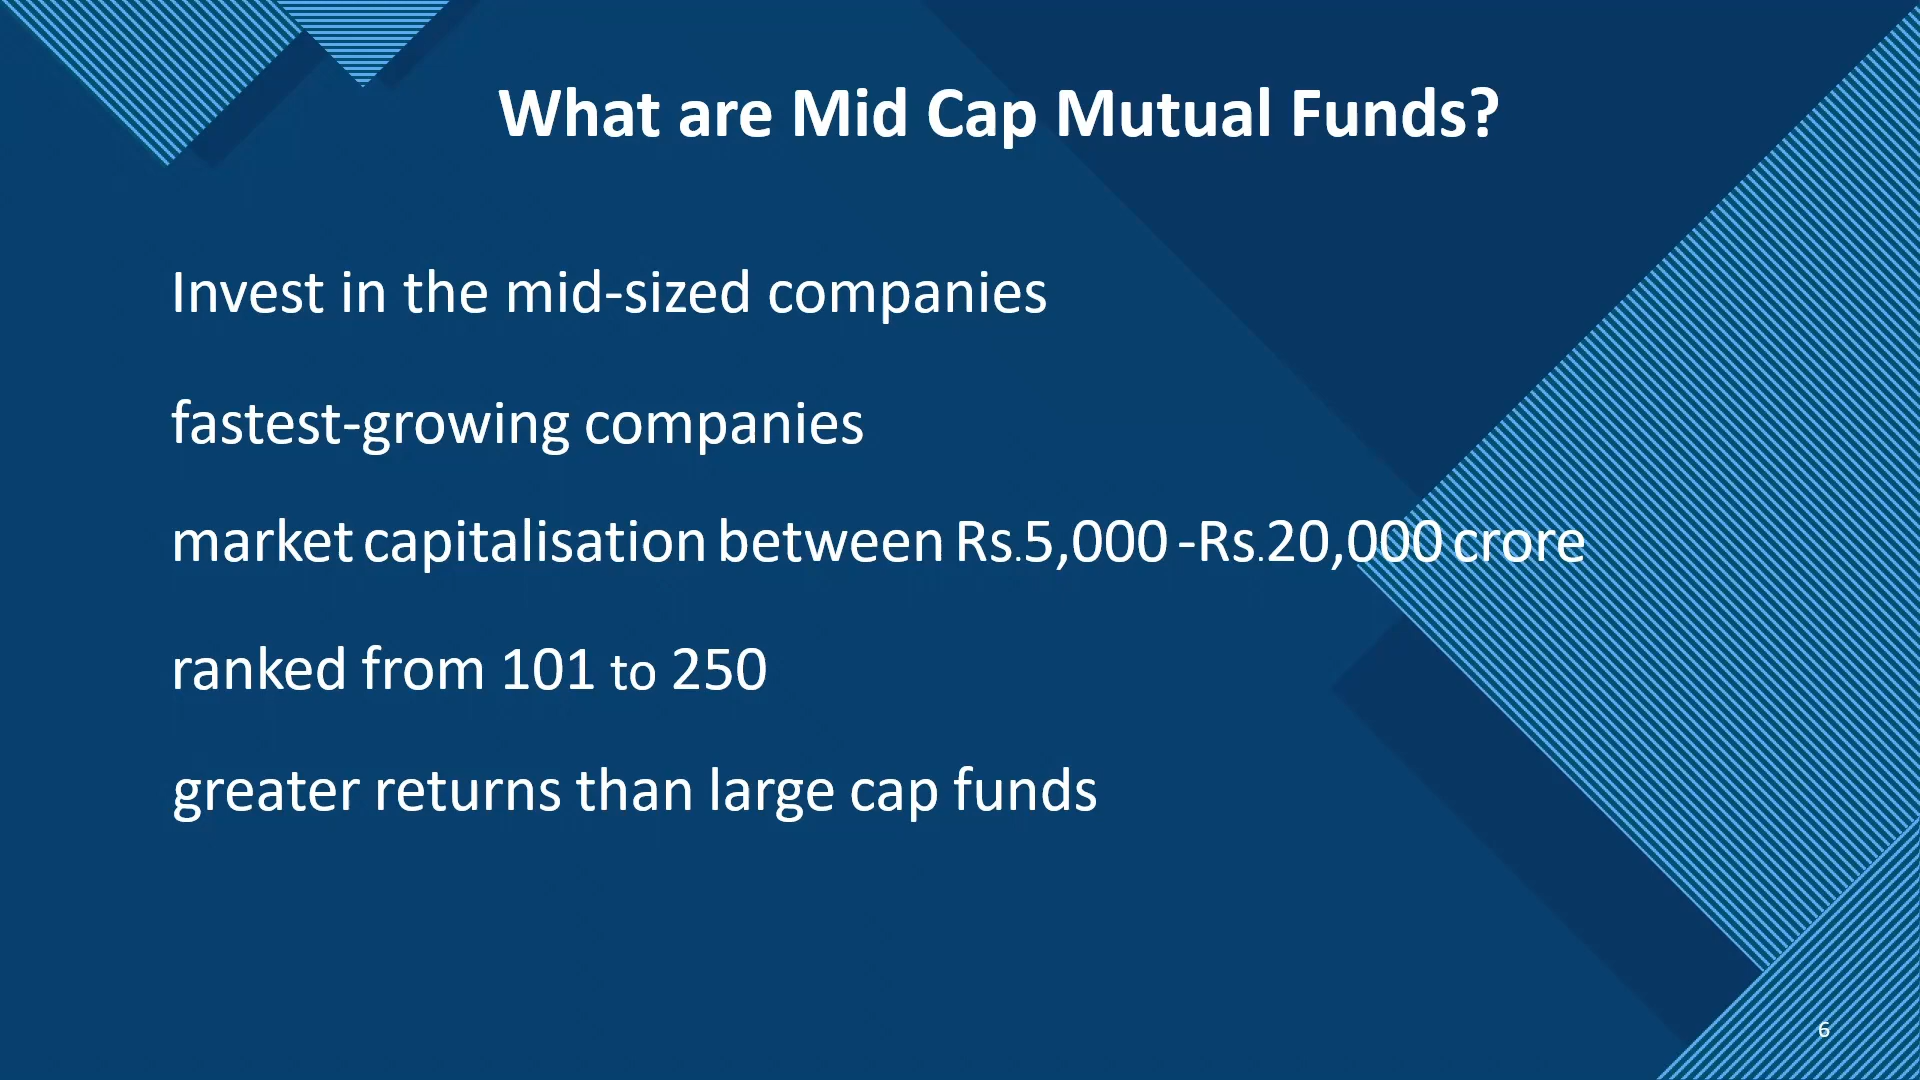 What are Mid Cap Mutual Funds?
Invest in the mid-sized companies
fastest-growing companies
market capitalisation between Rs.5,000 -Rs.20,000 crore
ranked from 101 to 250
greater returns than large cap funds
6